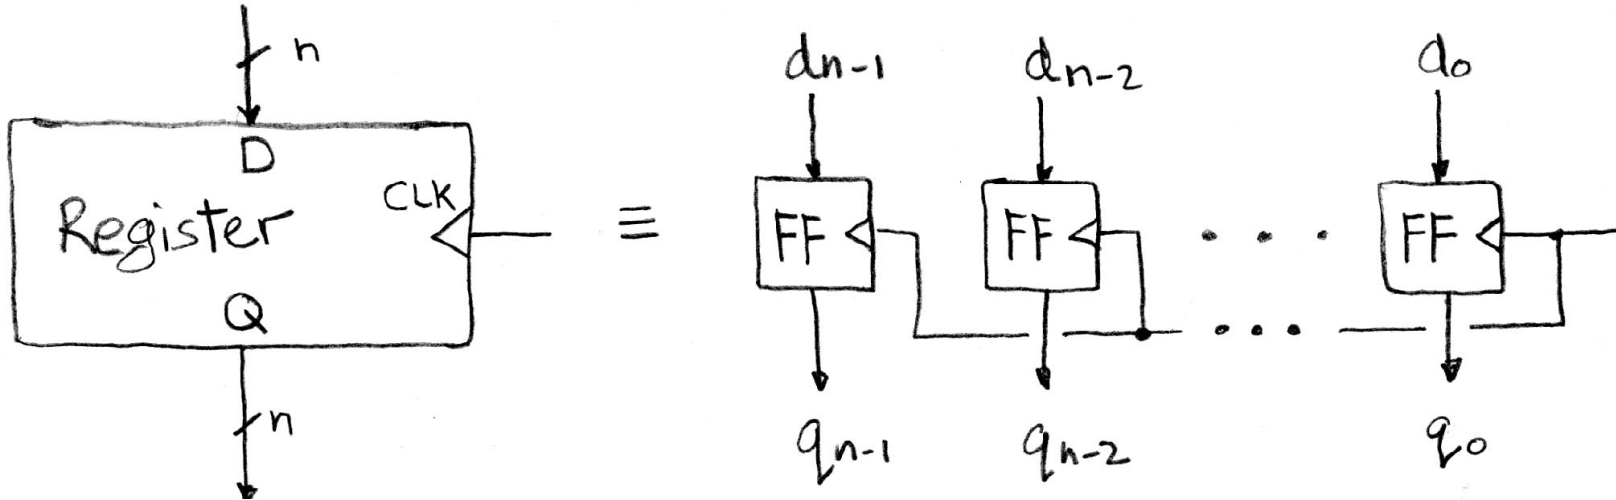 n
D
CLK
Register
Q
n
≡
dn-1 dn-2 d0
FF FF . . . FF
...
qn-1 qn-2 q0